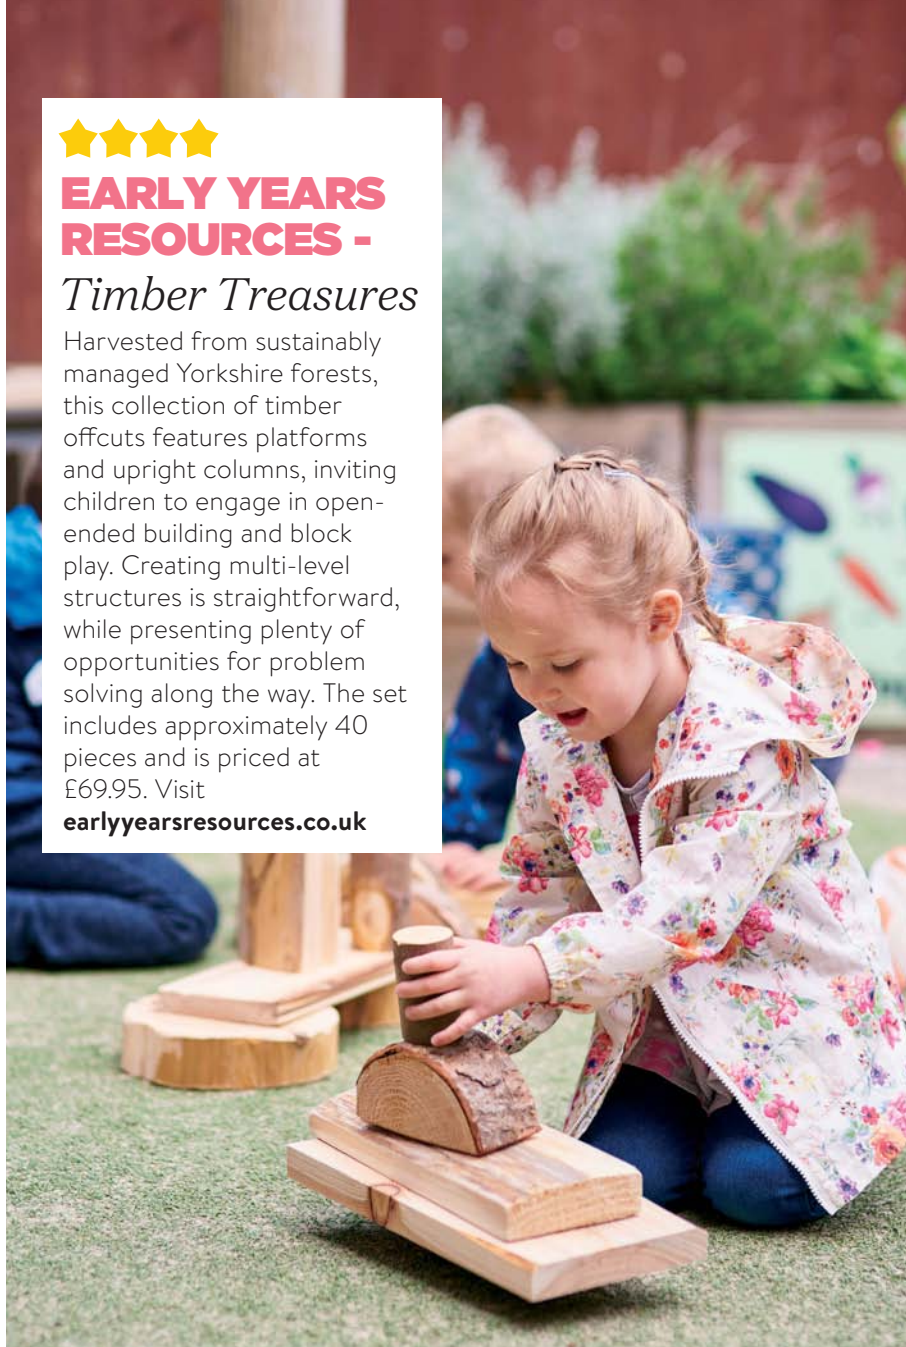 EARLY YEARS
RESOURCES -
Timber Treasures
Harvested from sustainably
managed Yorkshire forests,
this collection of timber
offcuts features platforms
and upright columns, inviting
children to engage in open-
ended building and block
play. Creating multi-level
structures is straightforward,
while presenting plenty of
opportunities for problem
solving along the way. The set
includes approximately 40
pieces and is priced at
£69.95. Visit
earlyyearsresources.co.uk